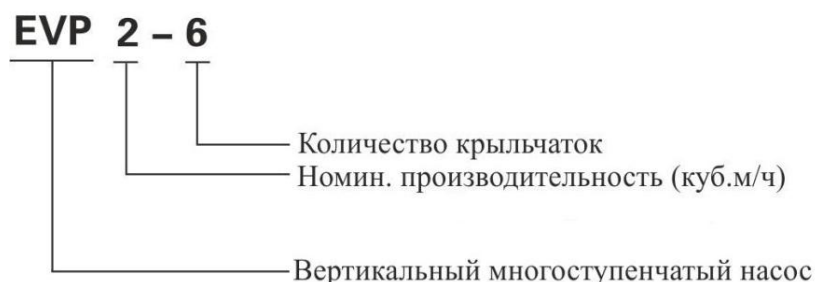 EVP 2 – 6
Количество крыльчаток
Номин. производительность (куб.м/ч)
Вертикальный многоступенчатый насос